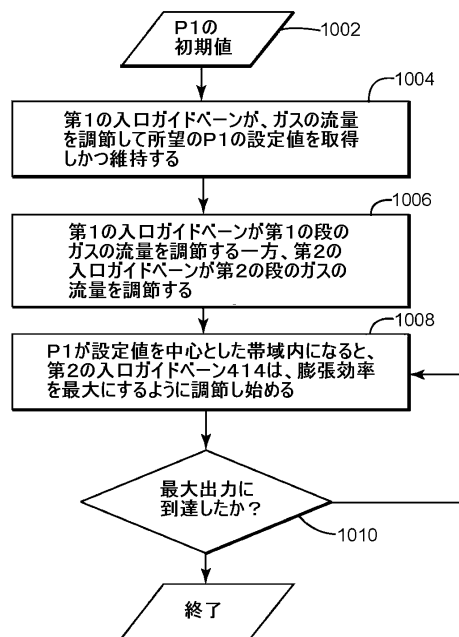 P1の
初期値
1002
1004
第1の入口ガイドベーンが、ガスの流量
を調節して所望のP1の設定値を取得
しかつ維持する
1006
第1の入口ガイドベーンが第1の段の
ガスの流量を調節する一方、第2の
入口ガイドベーンが第2の段のガスの
流量を調節する
1008
P1が設定値を中心とした帯域内になると、
第2の入口ガイドベーン414は、膨張効率
を最大にするように調節し始める
最大出力に
到達したか?
1010
終了